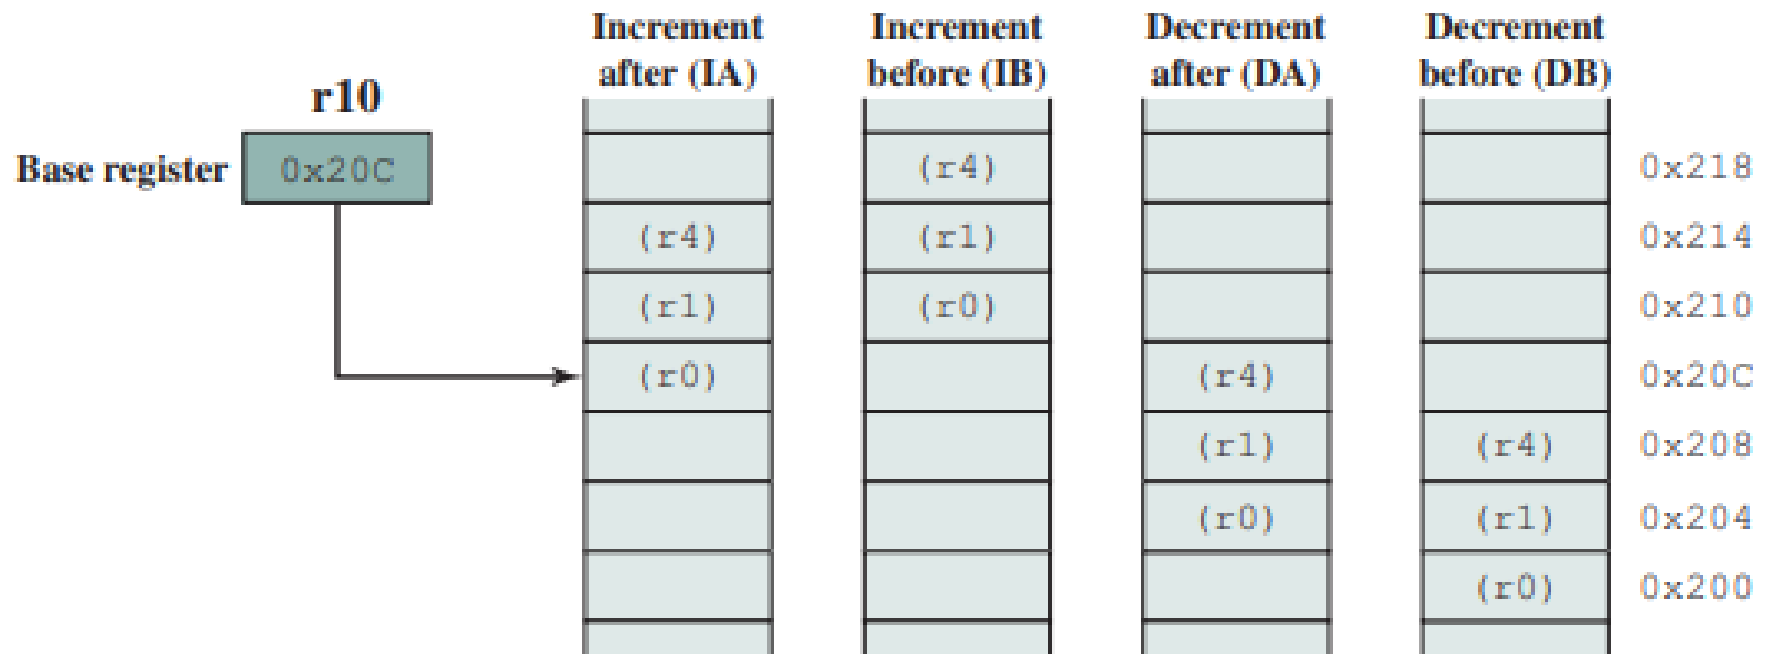 Increment
after (IA)
Increment
before (IB)
Decrement
after (DA)
Decrement
before (DB)
r10
Base register
0x20C
(r4)
0x218
(r4)
(r1)
0x214
(r1)
(r0)
0x210
(r0)
(r4)
0x20C
(r1)
(r4)
0x208
(r0)
(r1)
0x204
(r0)
0x200